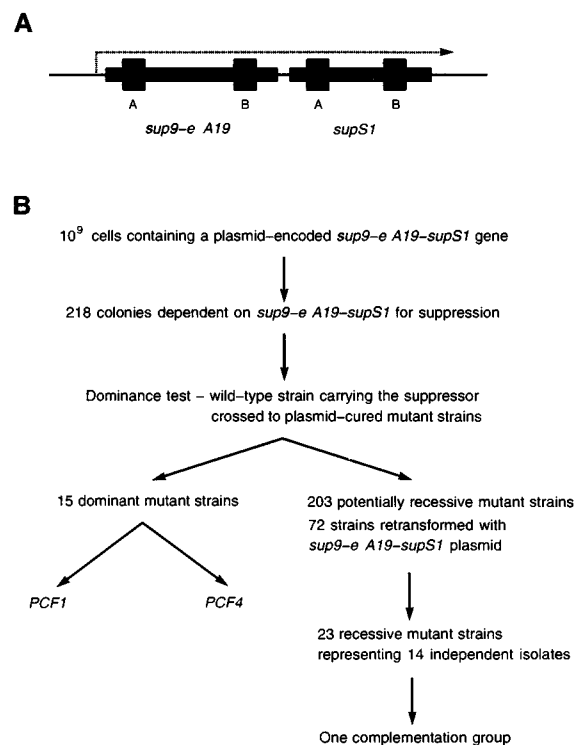 A
A B A B
sup9–e A19 supS1
B
10⁹ cells containing a plasmid–encoded sup9–e A19–supS1 gene
218 colonies dependent on sup9–e A19–supS1 for suppression
Dominance test – wild–type strain carrying the suppressor
crossed to plasmid–cured mutant strains
15 dominant mutant strains
PCF1 PCF4
203 potentially recessive mutant strains
72 strains retransformed with
sup9–e A19–supS1 plasmid
23 recessive mutant strains
representing 14 independent isolates
One complementation group